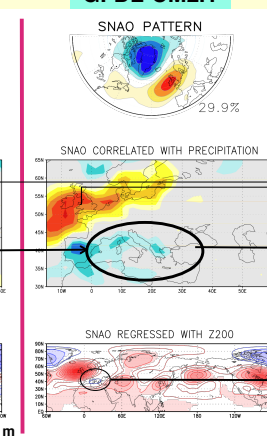 SNAO PATTERN
29.9%
SNAO CORRELATED WITH PRECIPITATION
65N
60N
55N
50N
45N
40N
35N
30N
10W 0 10E 20E 30E 40E 50E
SNAO REGRESSED WITH Z200
90N
80N
70N
60N
50N
40N
30N
20N
10N
EQ
60W 0 60E 120E 180 120W
m